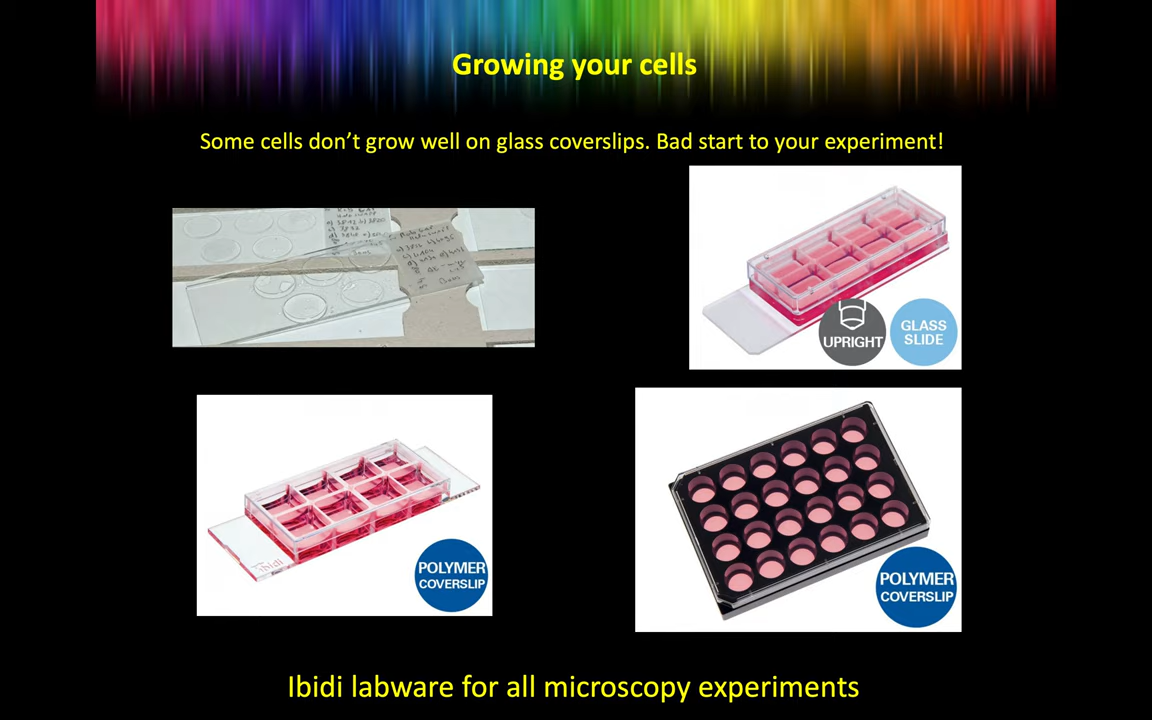 Growing your cells
Some cells don’t grow well on glass coverslips. Bad start to your experiment!
UPRIGHT
GLASS
SLIDE
ibidi
POLYMER
COVERSLIP
POLYMER
COVERSLIP
Ibidi labware for all microscopy experiments